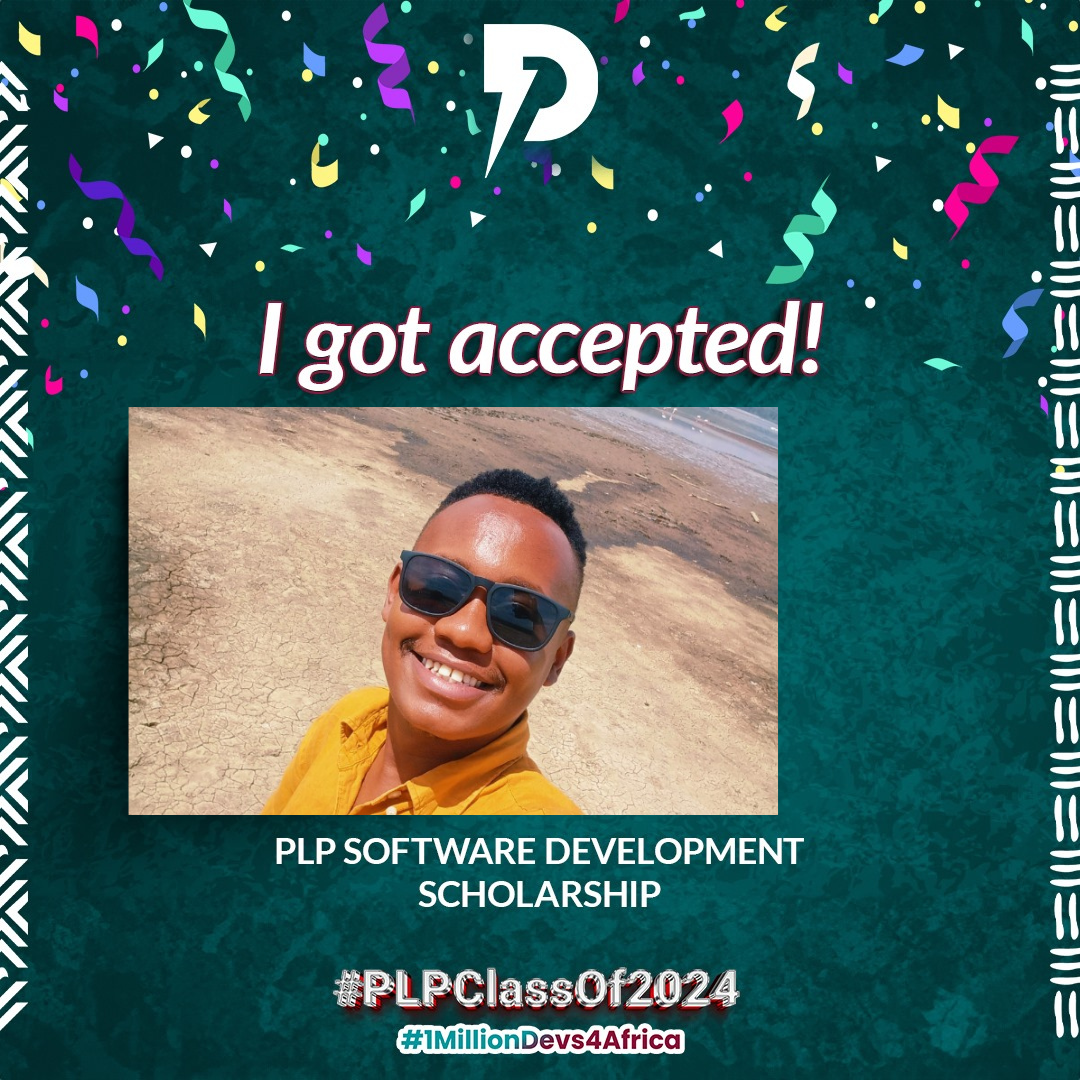 I got accepted!
PLP SOFTWARE DEVELOPMENT
SCHOLARSHIP
#PLPClassOf2024
#1MillionDevs4Africa